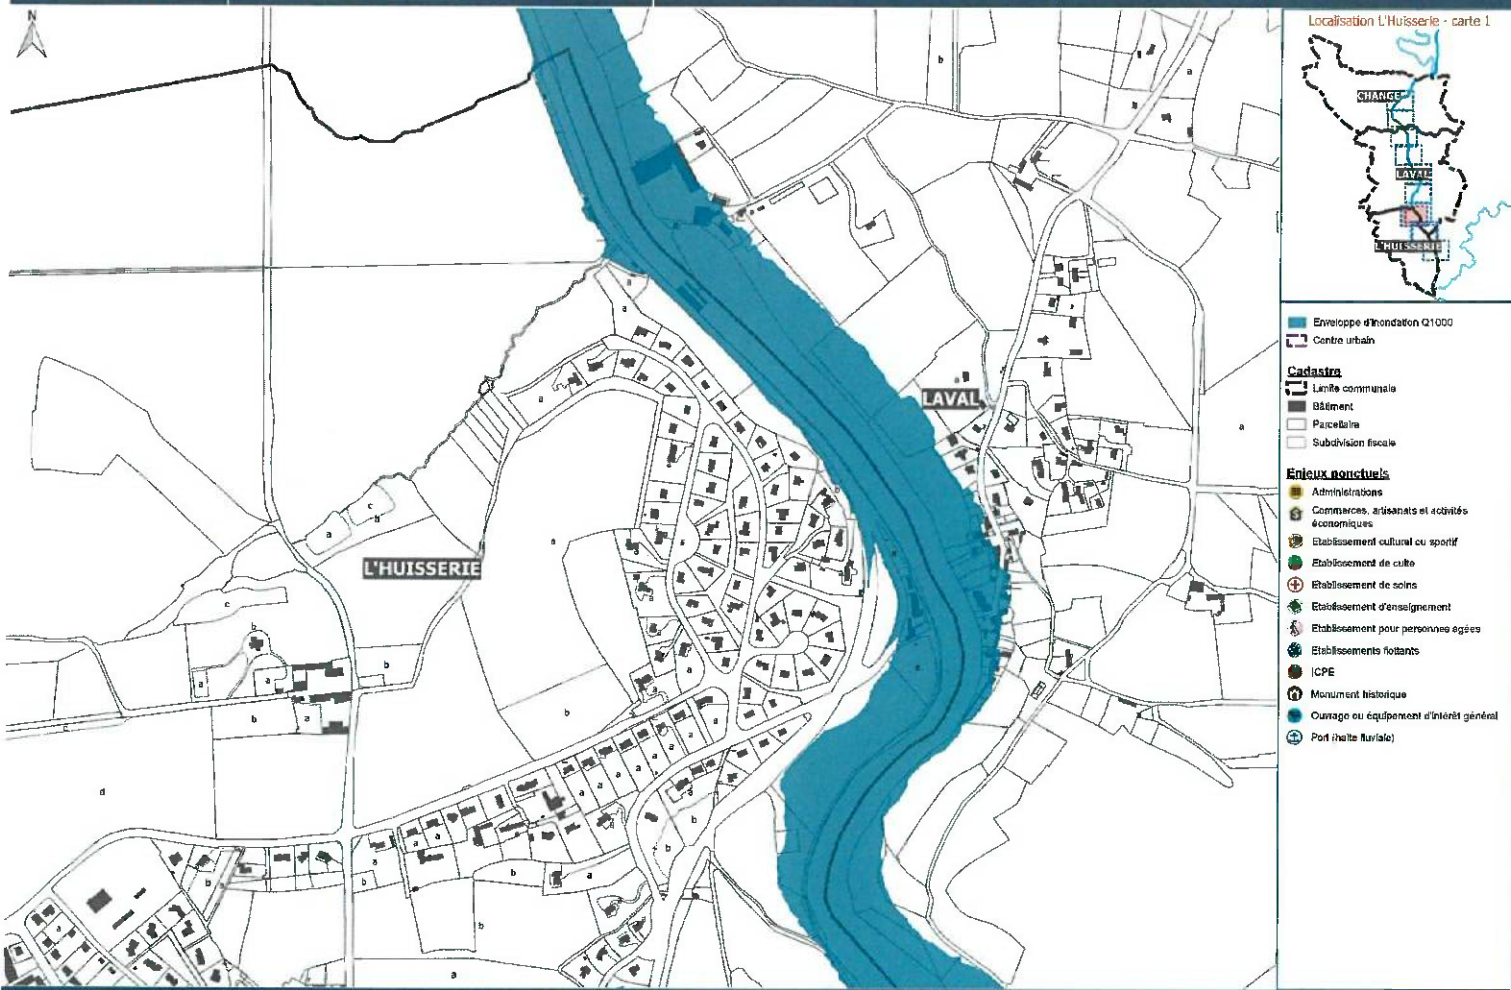 N
Localisation L'Huisserie - carte 1
CHANGE
LAVAL
L'HUISSERIE
LAVAL
L'HUISSERIE
Enveloppe d'inondation Q1000
Centre urbain
Cadastre
Limite communale
Bâtiment
Parcellaire
Subdivision fiscale
Enjeux ponctuels
Administrations
Commerces, artisanats et activités
économiques
Etablissement cultural ou sportif
Etablissement de culte
Etablissement de soins
Etablissement d'enseignement
Etablissement pour personnes agées
Etablissements flottants
ICPE
Monument historique
Ouvrage ou équipement d'intérêt général
Port (halte fluviale)